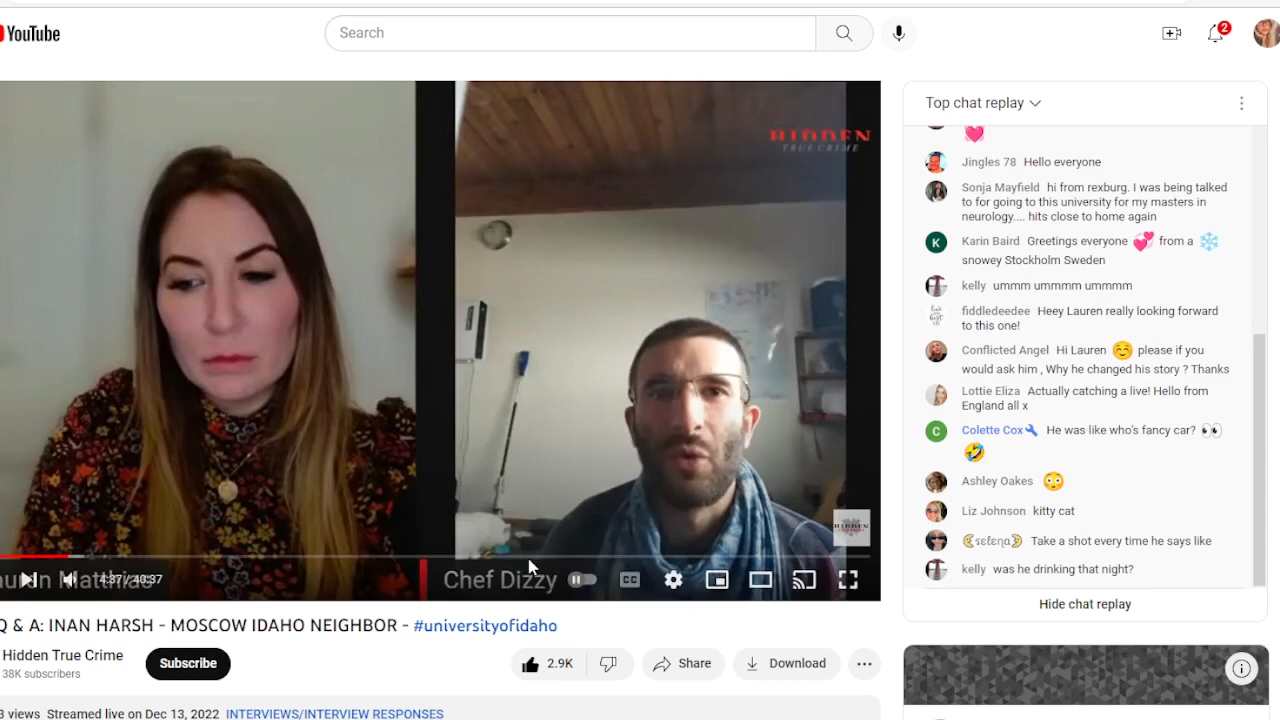 YouTube
Search
2
HIDDEN
TRUE CRIME
4:37 / 40:37
Chef Dizzy
CC
Q & A: INAN HARSH - MOSCOW IDAHO NEIGHBOR - #universityofidaho
Hidden True Crime
38K subscribers
Subscribe
2.9K
Share
Download
3 views Streamed live on Dec 13, 2022 INTERVIEWS/INTERVIEW RESPONSES
Top chat replay
Jingles 78 Hello everyone
Sonja Mayfield hi from rexburg. I was being talked
to for going to this university for my masters in
neurology.... hits close to home again
K
Karin Baird Greetings everyone 💞 from a ❄️
snowey Stockholm Sweden
kelly ummm ummmm ummmm
fiddledeedee Heey Lauren really looking forward
to this one!
Conflicted Angel Hi Lauren ☺️ please if you
would ask him , Why he changed his story ? Thanks
Lottie Eliza Actually catching a live! Hello from
England all x
C
Colette Cox He was like who's fancy car? 👀
🤣
Ashley Oakes 😳
Liz Johnson kitty cat
Take a shot every time he says like
kelly was he drinking that night?
Hide chat replay